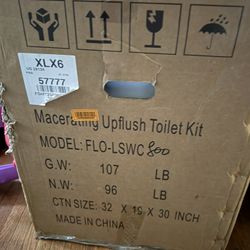 XLX6
57777
Macerating Upflush Toilet Kit
MODEL: FLO-LSWC 800
G.W: 107 LB
N.W: 96 LB
CTN SIZE: 32 X 19 X 30 INCH
MADE IN CHINA